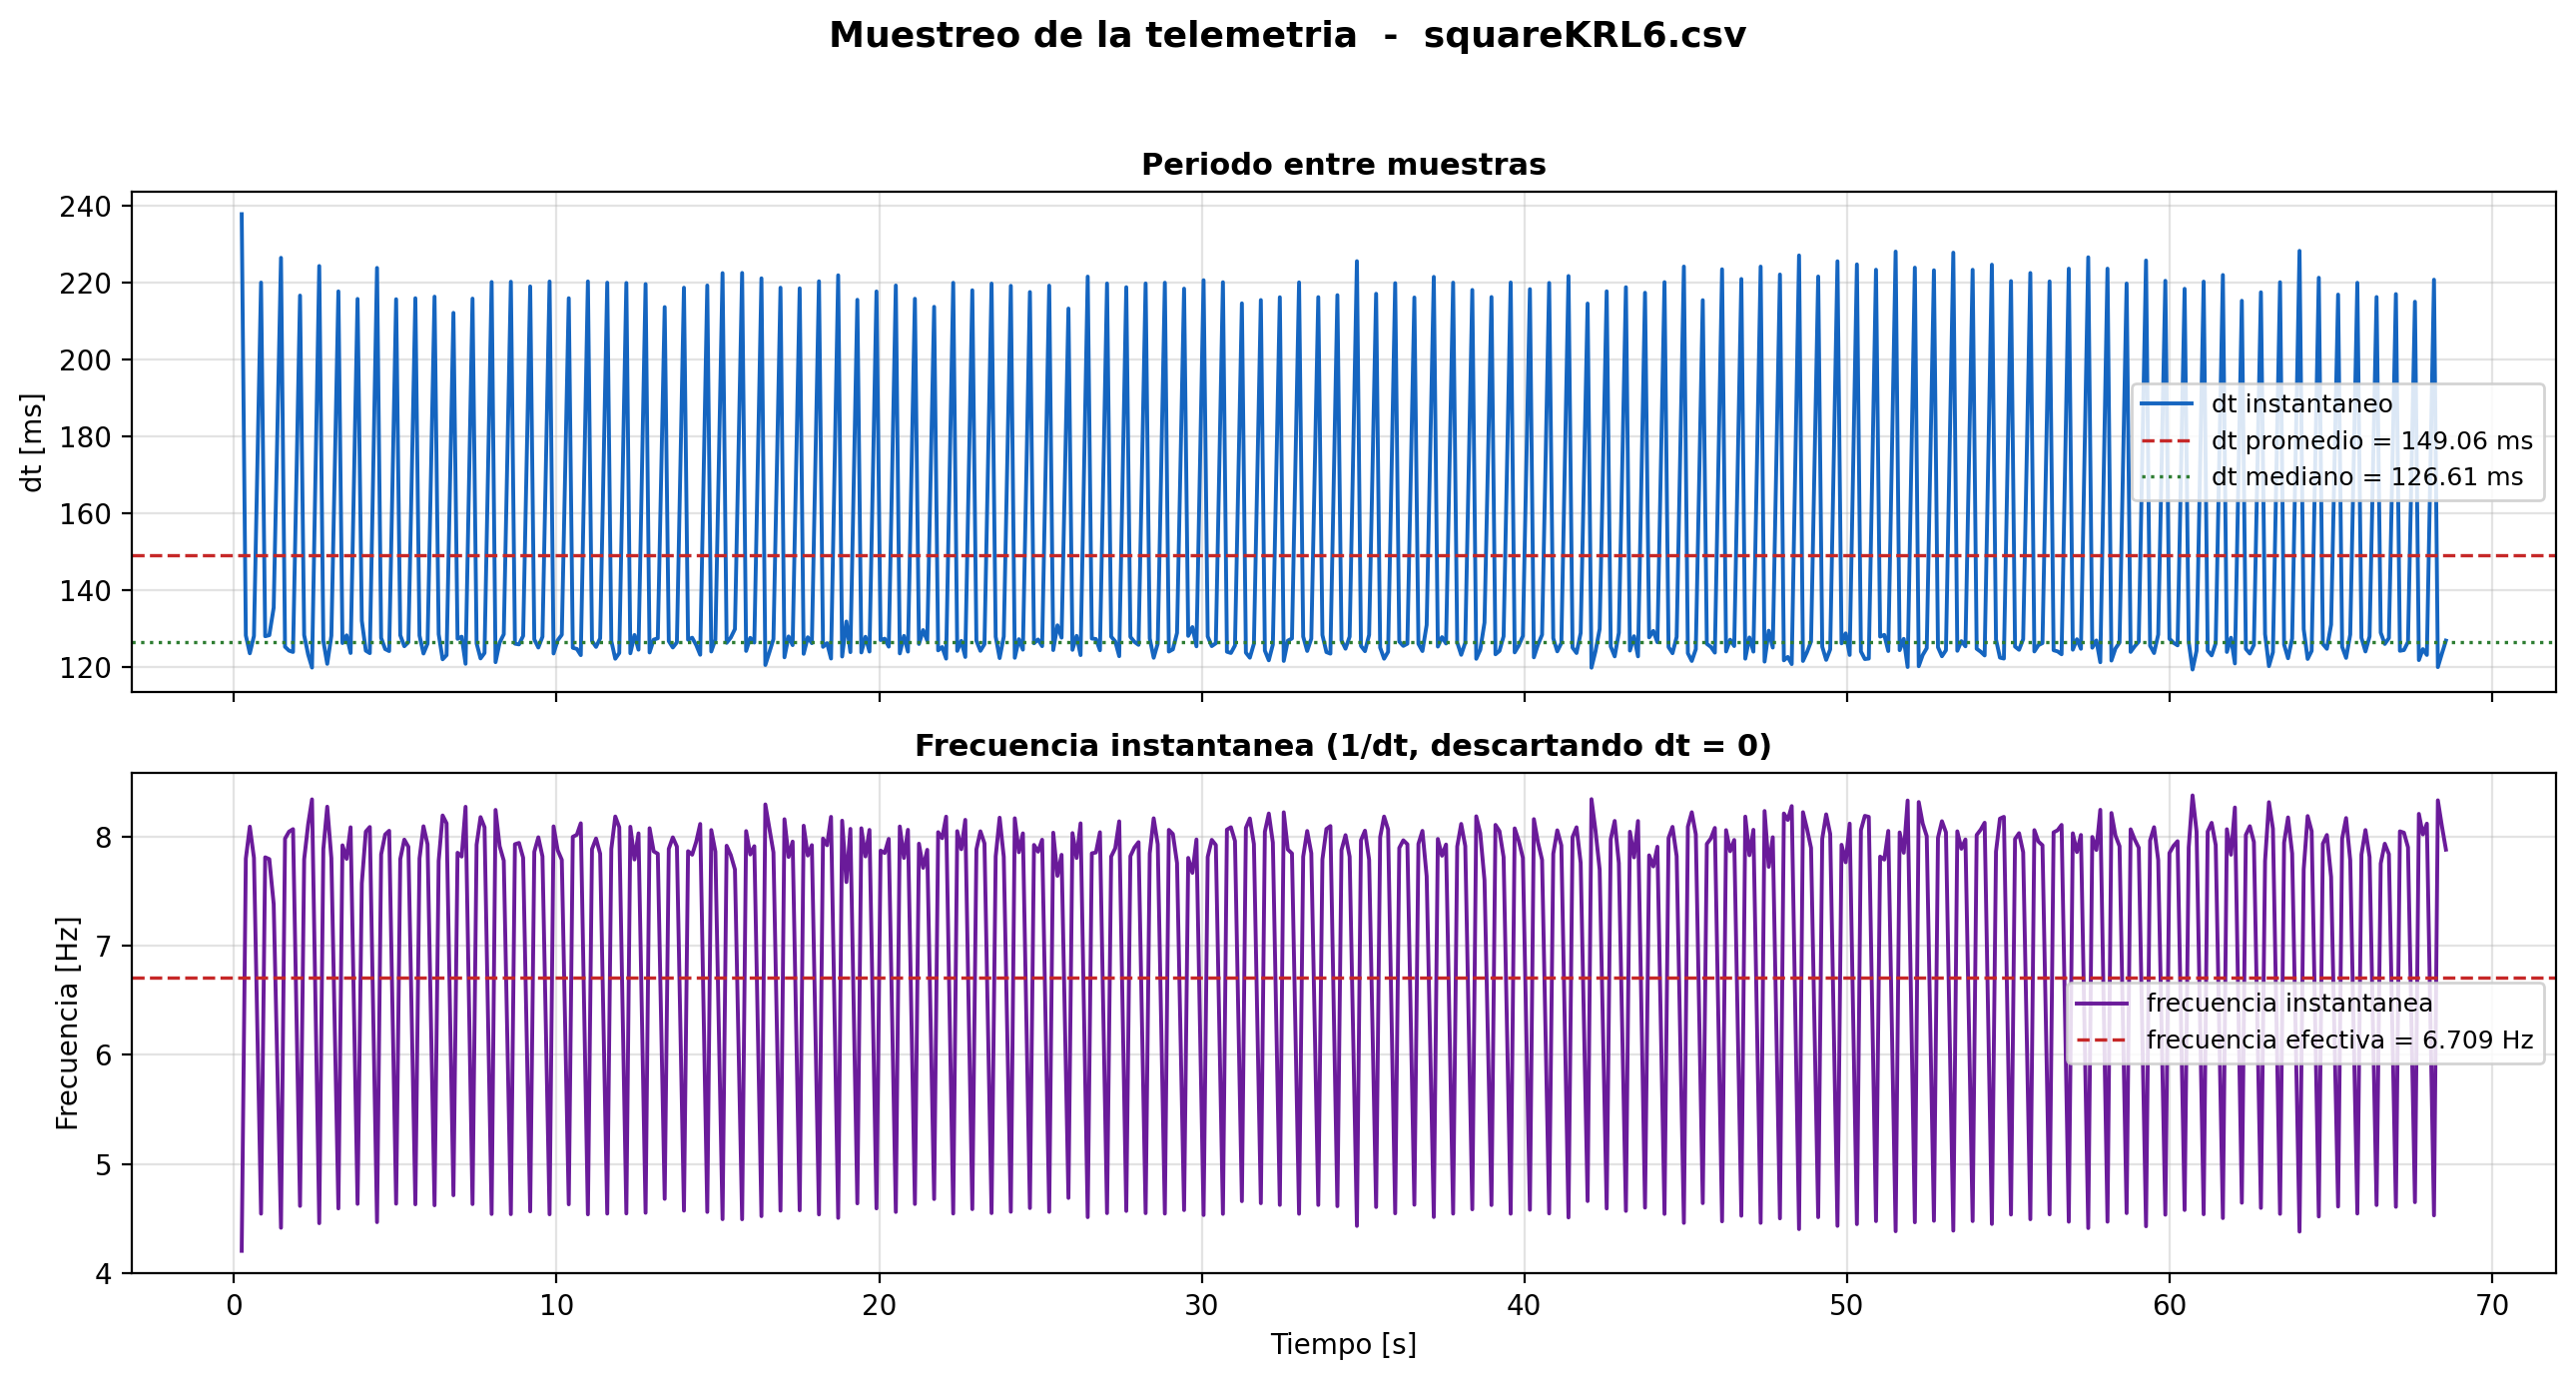 Muestreo de la telemetria  -  squareKRL6.csv
Periodo entre muestras
240
220
200
180
160
140
120
dt [ms]
dt instantaneo
dt promedio = 149.06 ms
dt mediano = 126.61 ms
Frecuencia instantanea (1/dt, descartando dt = 0)
8
7
6
5
4
Frecuencia [Hz]
frecuencia instantanea
frecuencia efectiva = 6.709 Hz
0 10 20 30 40 50 60 70
Tiempo [s]